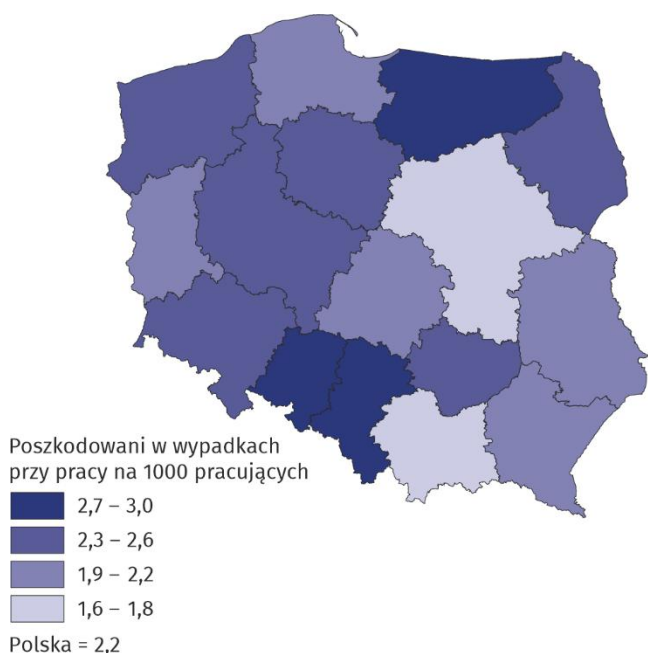 Poszkodowani w wypadkach
przy pracy na 1000 pracujących
2,7 – 3,0
2,3 – 2,6
1,9 – 2,2
1,6 – 1,8
Polska = 2,2